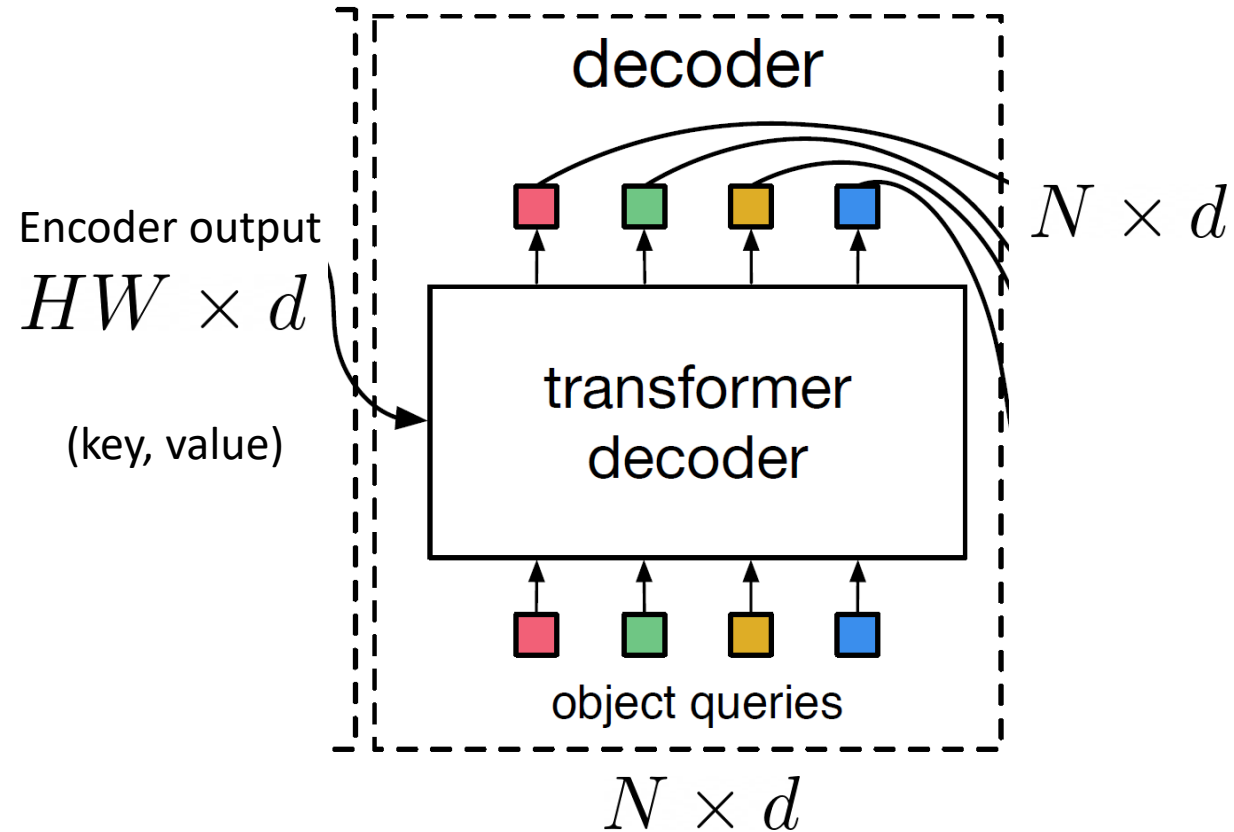 decoder
Encoder output
HW × d
(key, value)
N × d
transformer
decoder
object queries
N × d